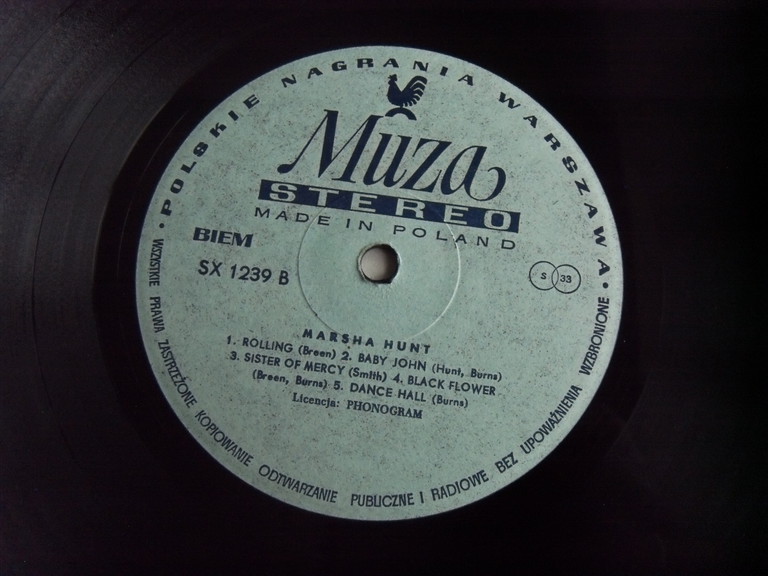 • POLSKIE NAGRANIA WARSZAWA •
Muza
STEREO
MADE IN POLAND
BIEM
SX 1239 B
S 33
MARSHA HUNT
1. ROLLING (Breen) 2. BABY JOHN (Hunt, Burns)
3. SISTER OF MERCY (Smith) 4. BLACK FLOWER
(Breen, Burns) 5. DANCE HALL (Burns)
Licencja: PHONOGRAM
WSZYSTKIE PRAWA ZASTRZEŻONE KOPIOWANIE ODTWARZANIE PUBLICZNE I RADIOWE BEZ UPOWAŻNIENIA WZBRONIONE